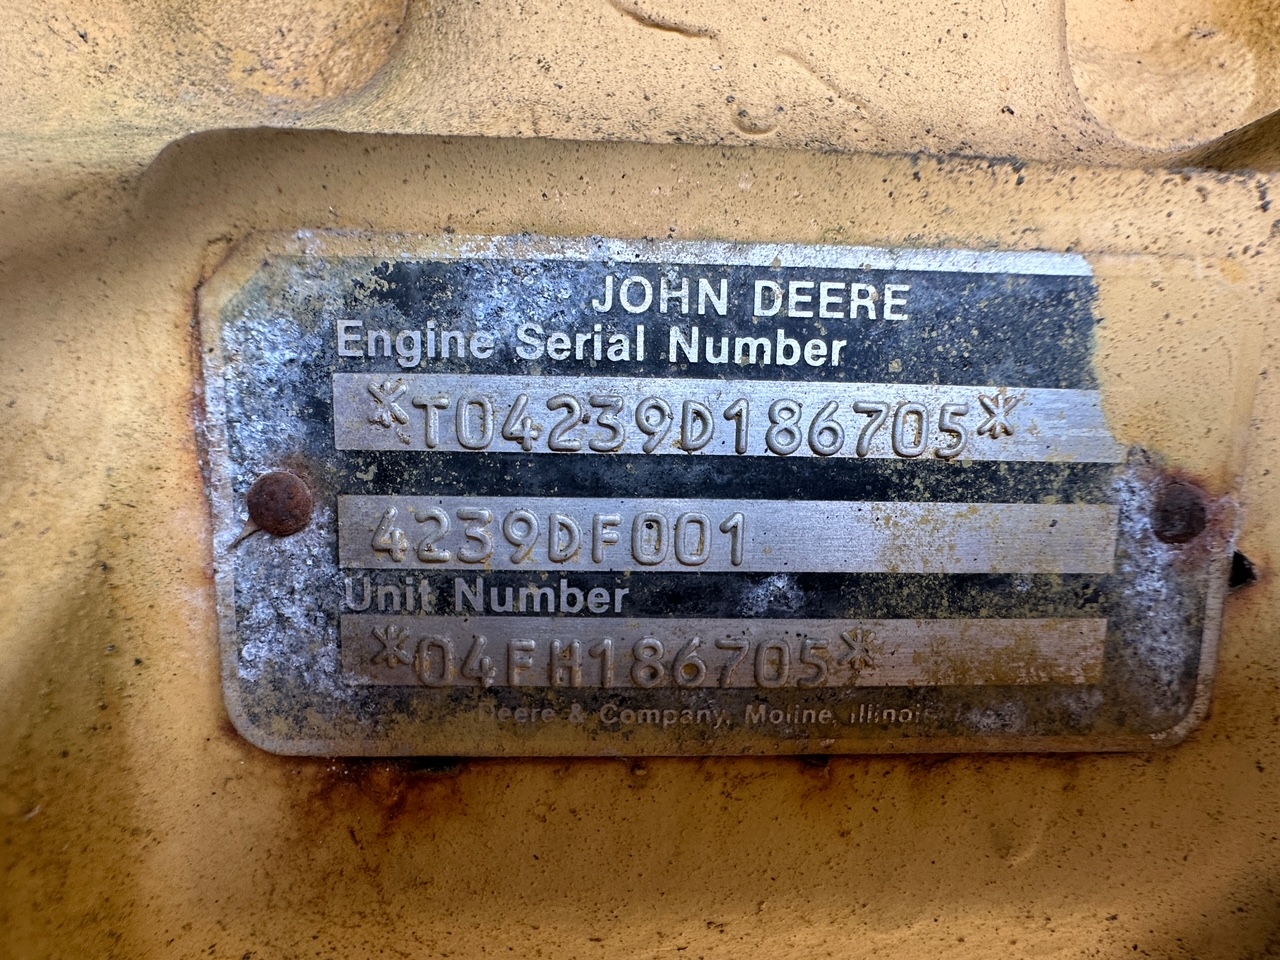 JOHN DEERE
Engine Serial Number
*T04239D186705*
4239DF001
Unit Number
*04FH186705*
Deere & Company, Moline, Illinois